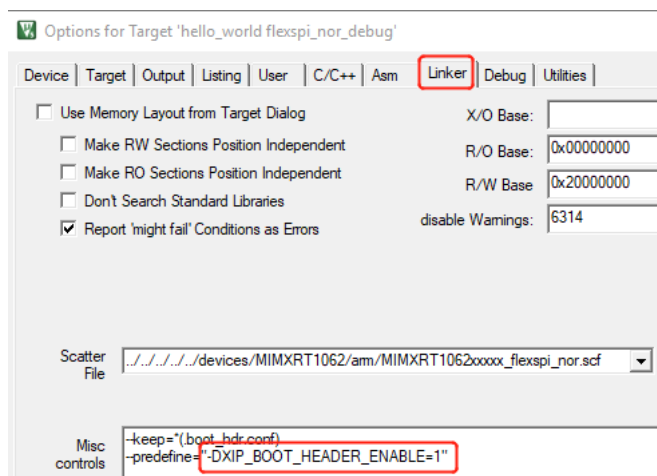 Options for Target 'hello_world flexspi_nor_debug'
Device Target Output Listing User C/C++ Asm Linker Debug Utilities
Use Memory Layout from Target Dialog
X/O Base:
Make RW Sections Position Independent
R/O Base: 0x00000000
Make RO Sections Position Independent
R/W Base 0x20000000
Don't Search Standard Libraries
disable Warnings: 6314
Report 'might fail' Conditions as Errors
Scatter
File
../../../../../devices/MIMXRT1062/arm/MIMXRT1062xxxxx_flexspi_nor.scf
Misc
controls
--keep=*(.boot_hdr.conf)
--predefine="-DXIP_BOOT_HEADER_ENABLE=1"